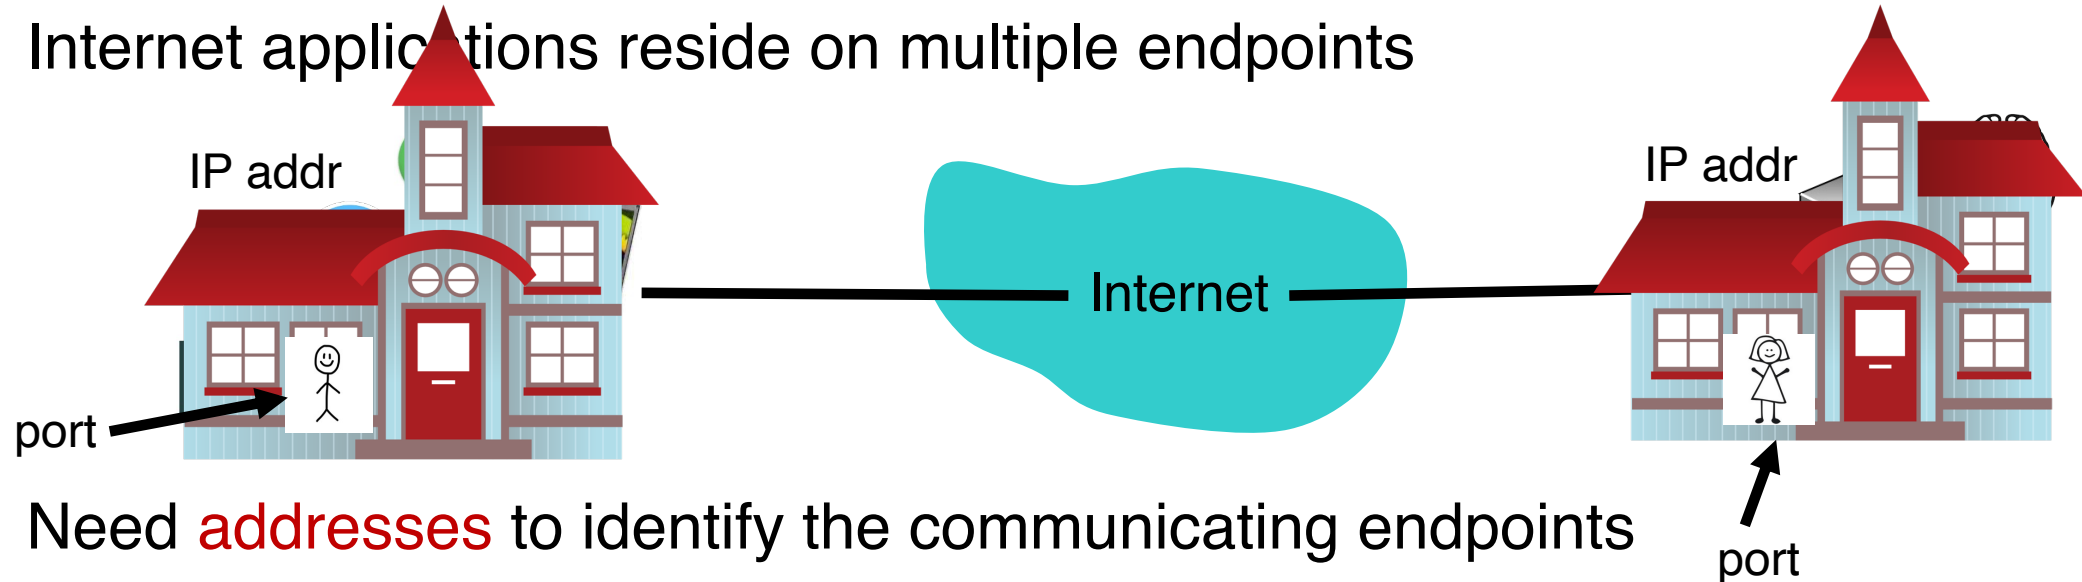 Internet applications reside on multiple endpoints
IP addr
IP addr
Internet
port
Need addresses to identify the communicating endpoints
port